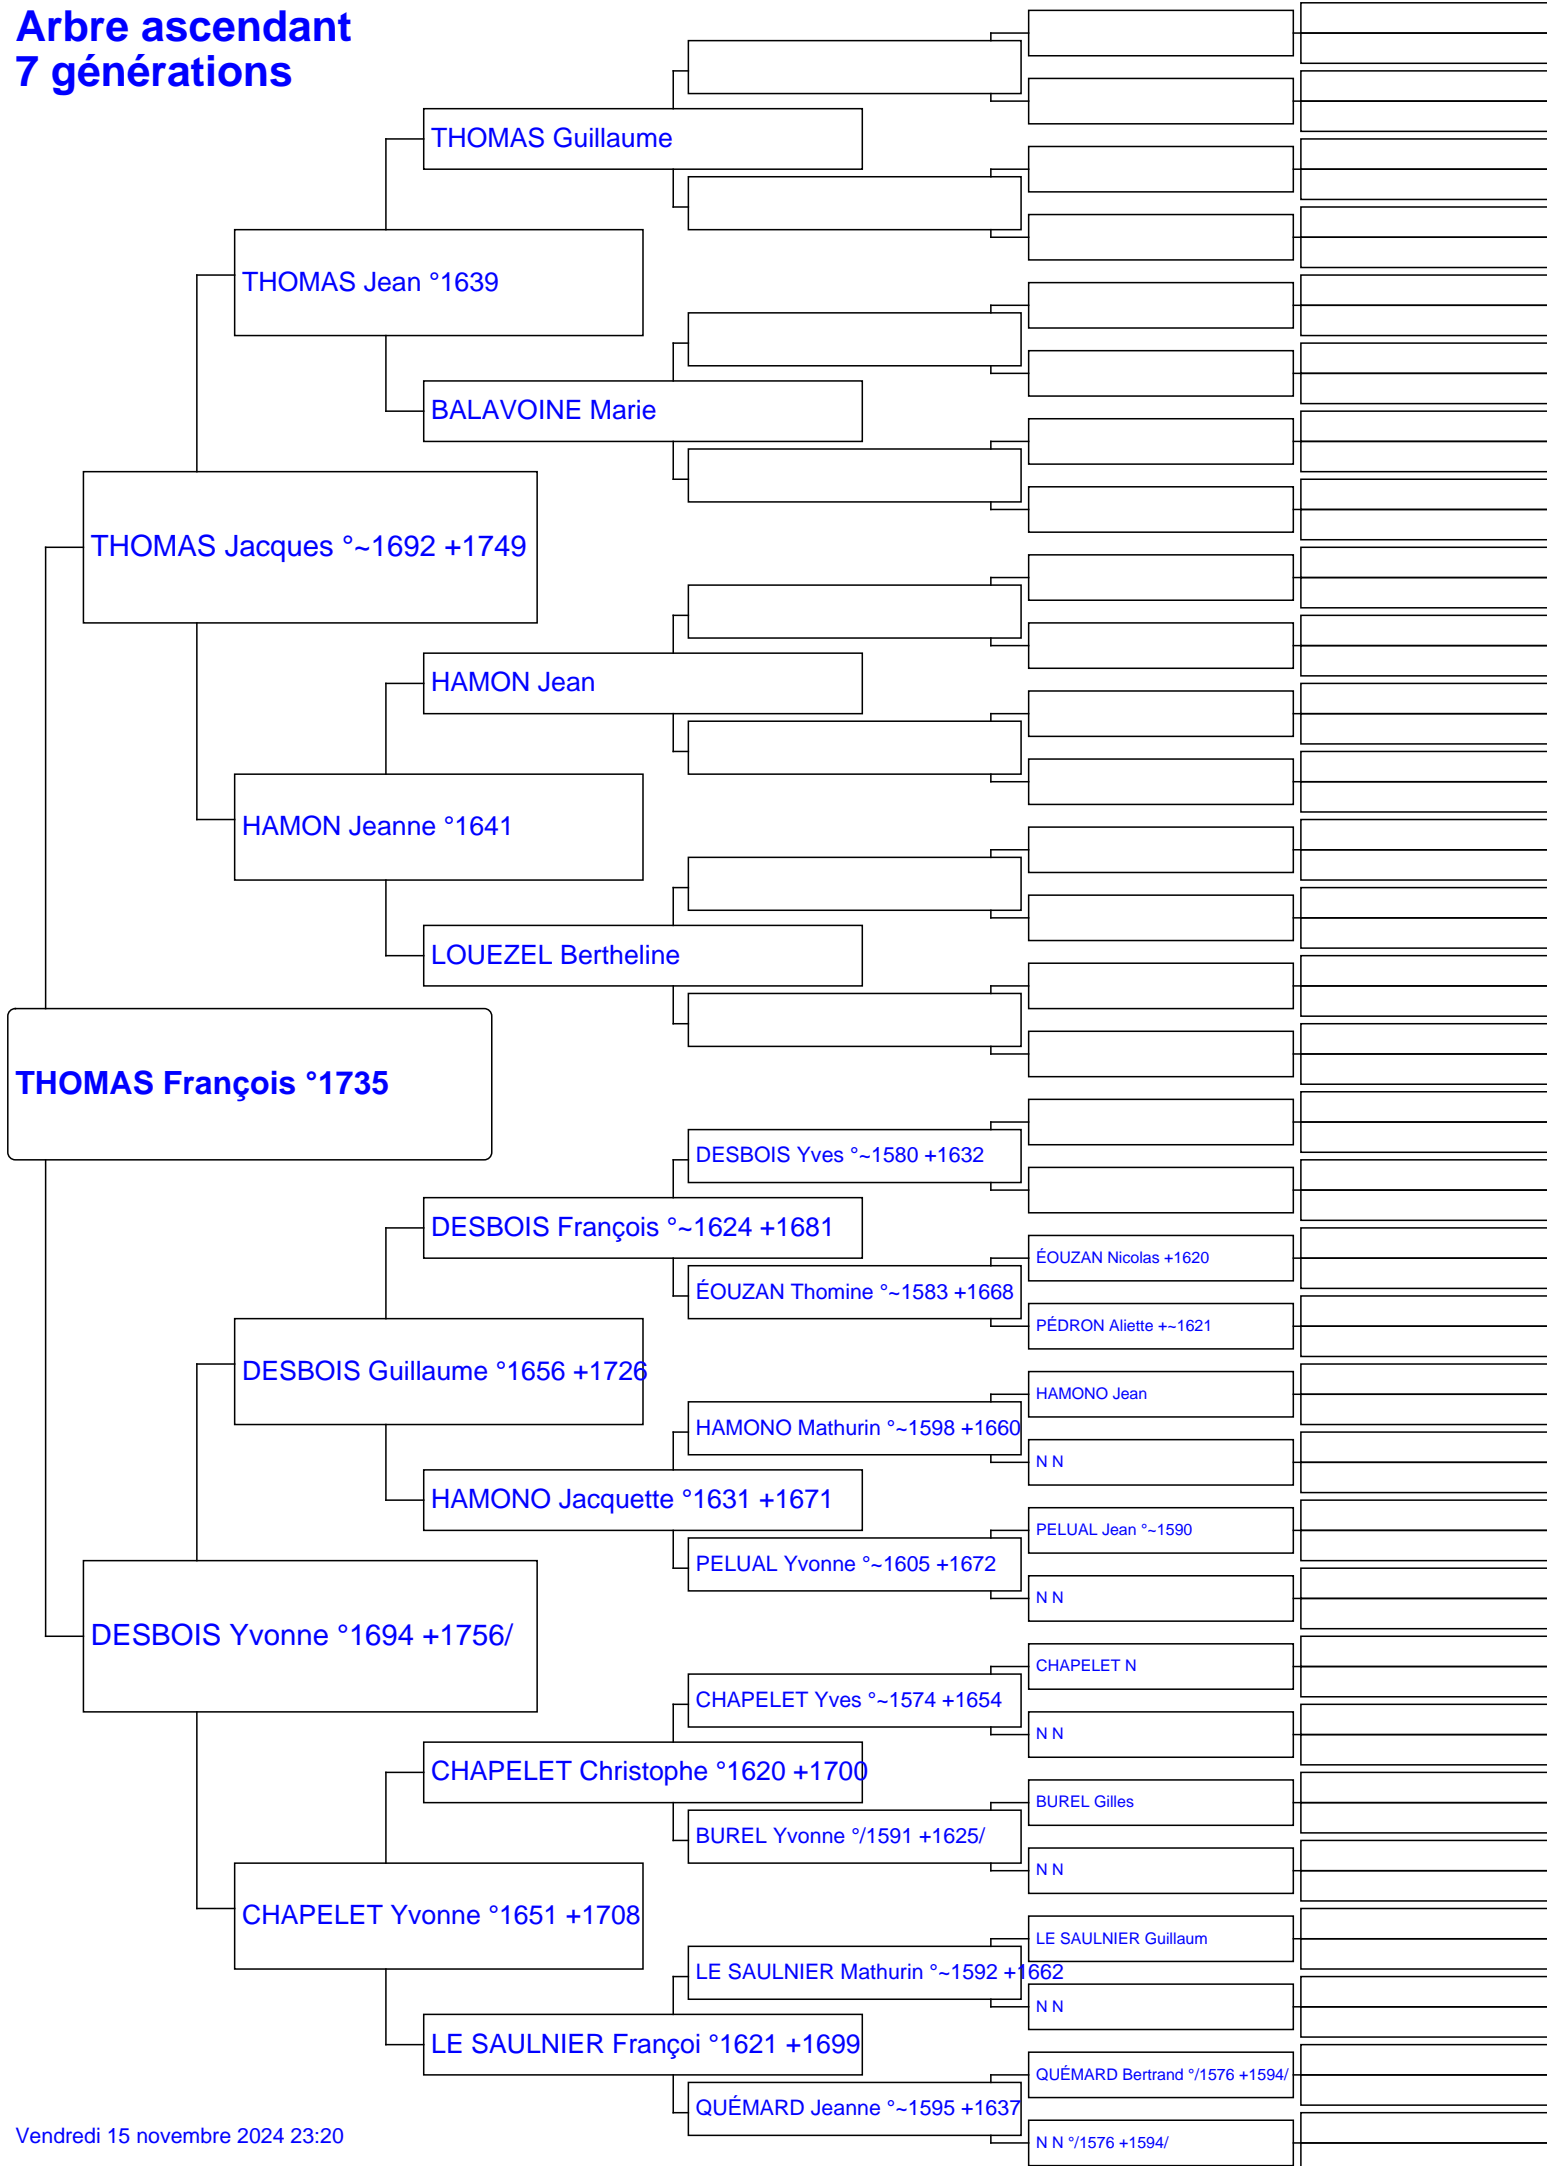 Arbre ascendant
7 générations
THOMAS Guillaume
THOMAS Jean °1639
BALAVOINE Marie
THOMAS Jacques °~1692 +1749
HAMON Jean
HAMON Jeanne °1641
LOUEZEL Bertheline
THOMAS François °1735
DESBOIS Yves °~1580 +1632
DESBOIS François °~1624 +1681
ÉOUZAN Nicolas +1620
ÉOUZAN Thomine °~1583 +1668
PÉDRON Aliette +~1621
DESBOIS Guillaume °1656 +1726
HAMONO Jean
HAMONO Mathurin °~1598 +1660
N N
HAMONO Jacquette °1631 +1671
PELUAL Jean °~1590
PELUAL Yvonne °~1605 +1672
N N
DESBOIS Yvonne °1694 +1756/
CHAPELET N
CHAPELET Yves °~1574 +1654
N N
CHAPELET Christophe °1620 +1700
BUREL Gilles
BUREL Yvonne °/1591 +1625/
N N
CHAPELET Yvonne °1651 +1708
LE SAULNIER Guillaum
LE SAULNIER Mathurin °~1592 +1662
N N
LE SAULNIER Françoi °1621 +1699
QUÉMARD Bertrand °/1576 +1594/
QUÉMARD Jeanne °~1595 +1637
N N °/1576 +1594/
Vendredi 15 novembre 2024 23:20